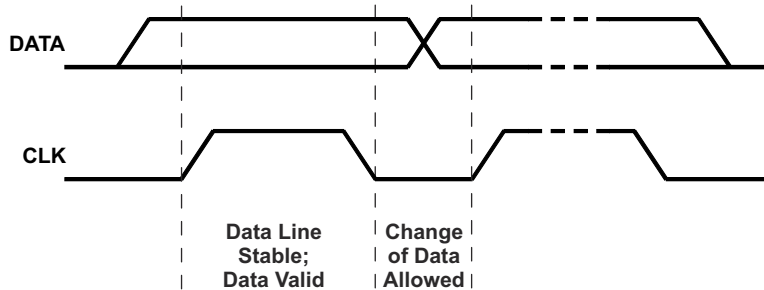 DATA
CLK
Data Line
Stable;
Data Valid
Change
of Data
Allowed